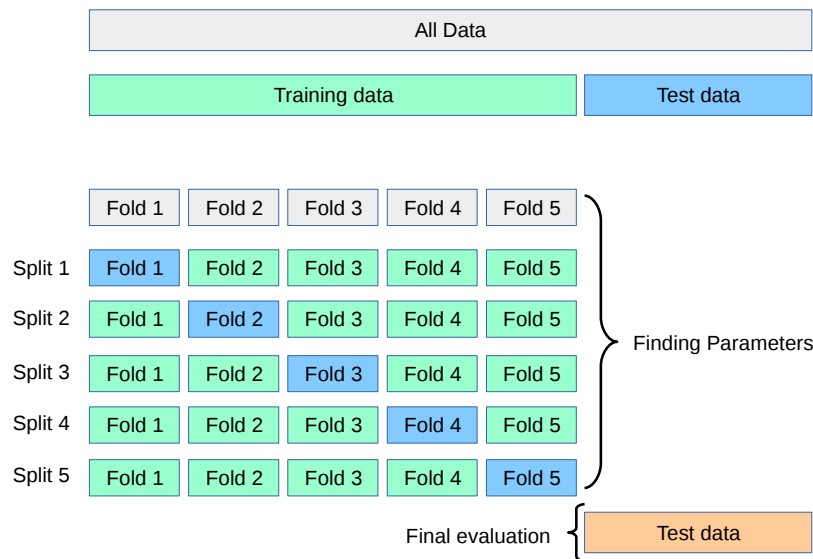 All Data
Training data Test data
Fold 1 Fold 2 Fold 3 Fold 4 Fold 5
Split 1 Fold 1 Fold 2 Fold 3 Fold 4 Fold 5
Split 2 Fold 1 Fold 2 Fold 3 Fold 4 Fold 5
Finding Parameters
Split 3 Fold 1 Fold 2 Fold 3 Fold 4 Fold 5
Split 4 Fold 1 Fold 2 Fold 3 Fold 4 Fold 5
Split 5 Fold 1 Fold 2 Fold 3 Fold 4 Fold 5
Final evaluation Test data